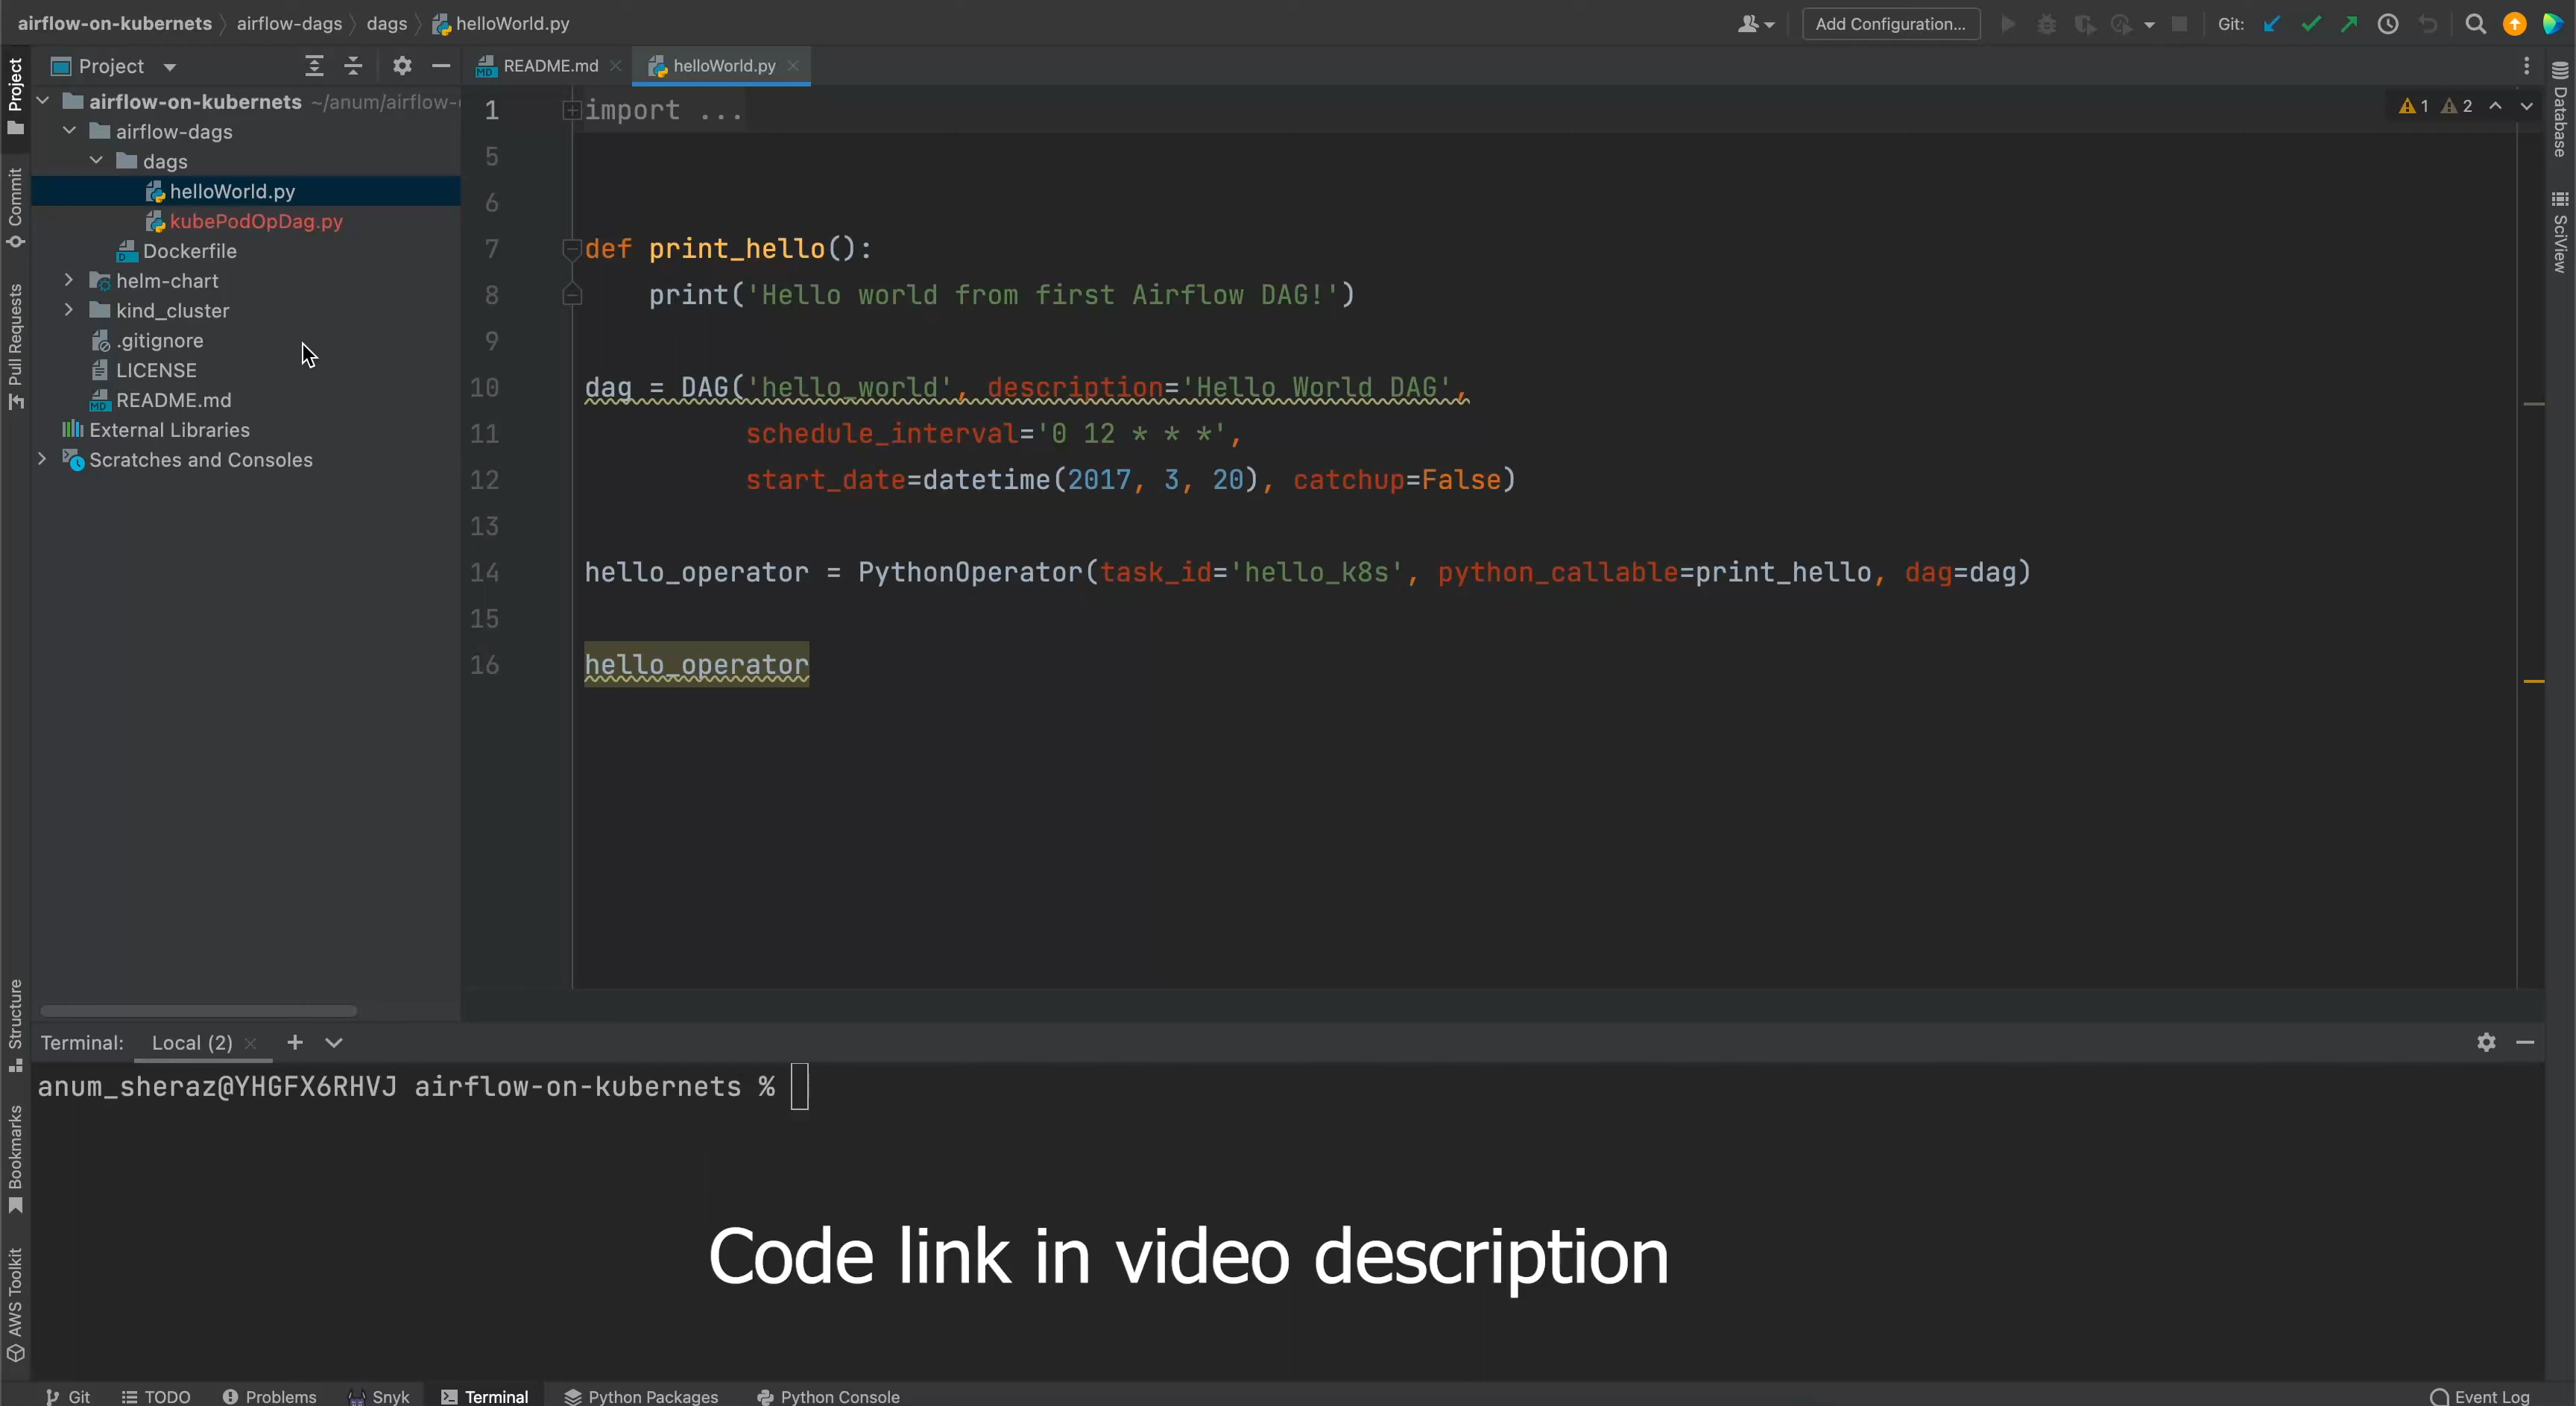 airflow-on-kubernets airflow-dags dags helloWorld.py
Add Configuration...
Git:
Project
README.md
helloWorld.py
1 2
airflow-on-kubernets ~/anum/airflow-
airflow-dags
dags
helloWorld.py
kubePodOpDag.py
Dockerfile
helm-chart
kind_cluster
.gitignore
LICENSE
README.md
External Libraries
Scratches and Consoles
Project
Commit
Pull Requests
Structure
Bookmarks
AWS Toolkit
1 import ...
5
6
7 def print_hello():
8 print('Hello world from first Airflow DAG!')
9
10 dag = DAG('hello_world', description='Hello World DAG',
11 schedule_interval='0 12 * * *',
12 start_date=datetime(2017, 3, 20), catchup=False)
13
14 hello_operator = PythonOperator(task_id='hello_k8s', python_callable=print_hello, dag=dag)
15
16 hello_operator
Database
SciView
Terminal: Local (2)
anum_sheraz@YHGFX6RHVJ airflow-on-kubernets %
Code link in video description
Git TODO Problems Snyk Terminal Python Packages Python Console
Event Log